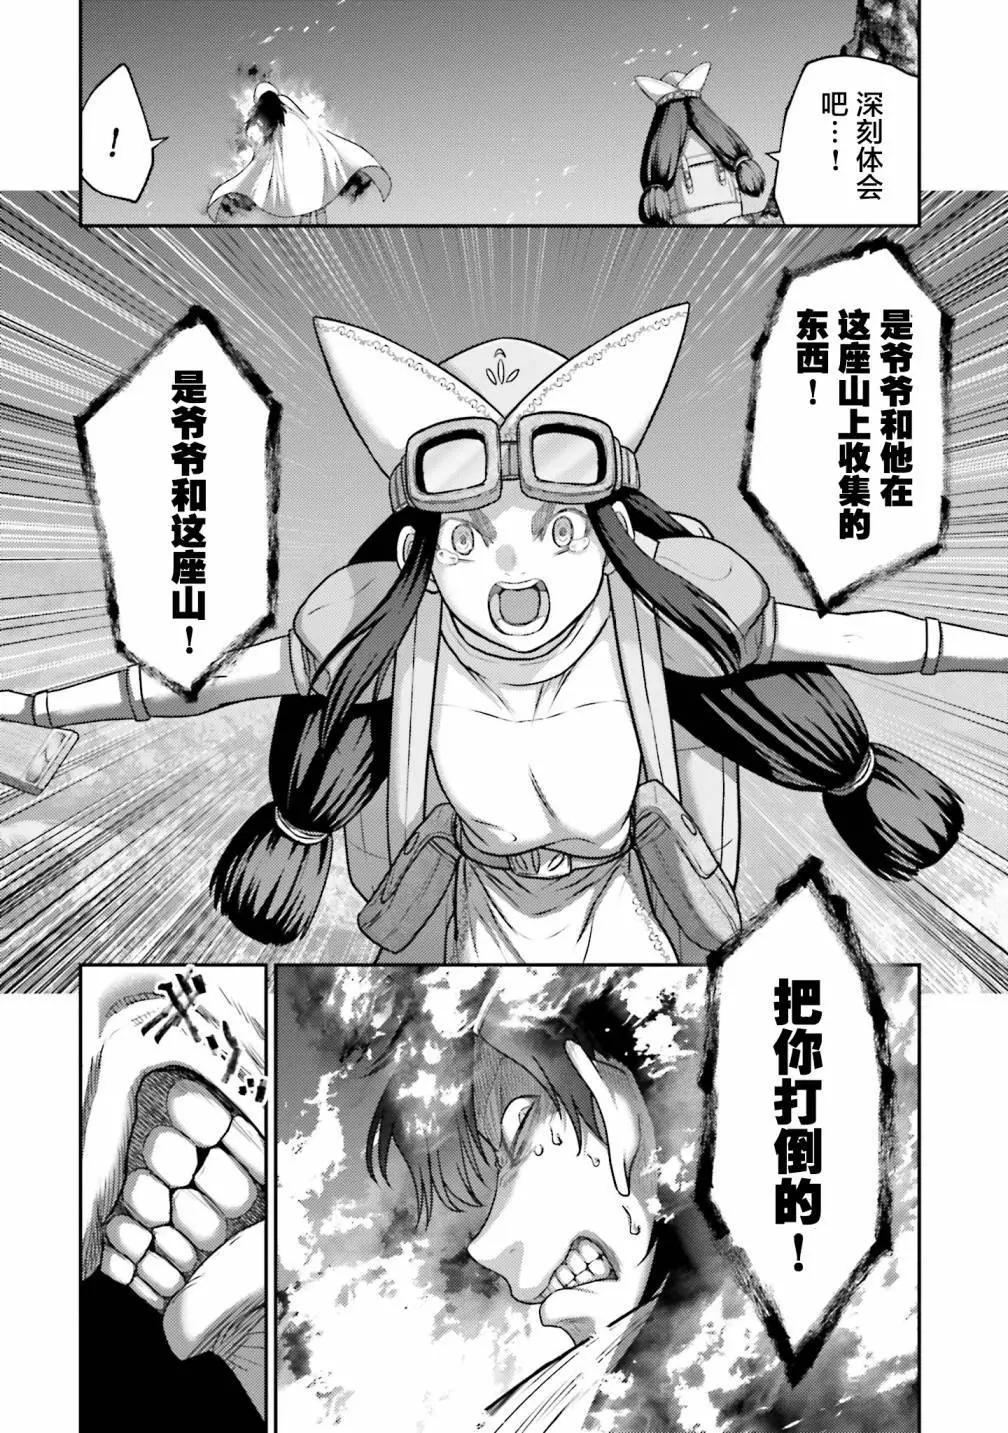 深刻体会
吧…！
！
是爷爷和他在
这座山上收集的
东西！
是爷爷和这座山！
把你打倒的！